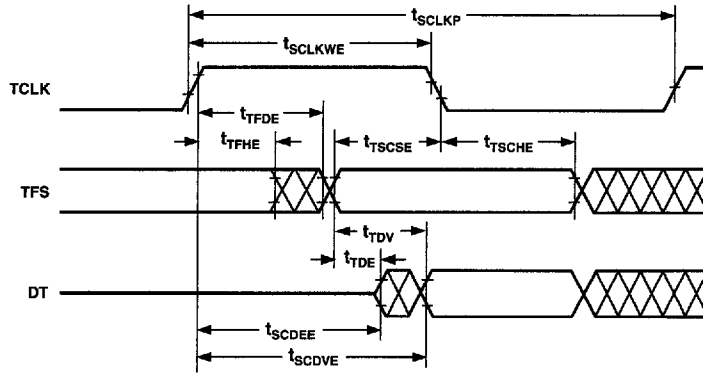 tSCLKP
tSCLKWE
TCLK
tTFDE
tTFHE
tTSCSE
tTSCHE
TFS
tTDV
tTDE
DT
tSCDEE
tSCDVE